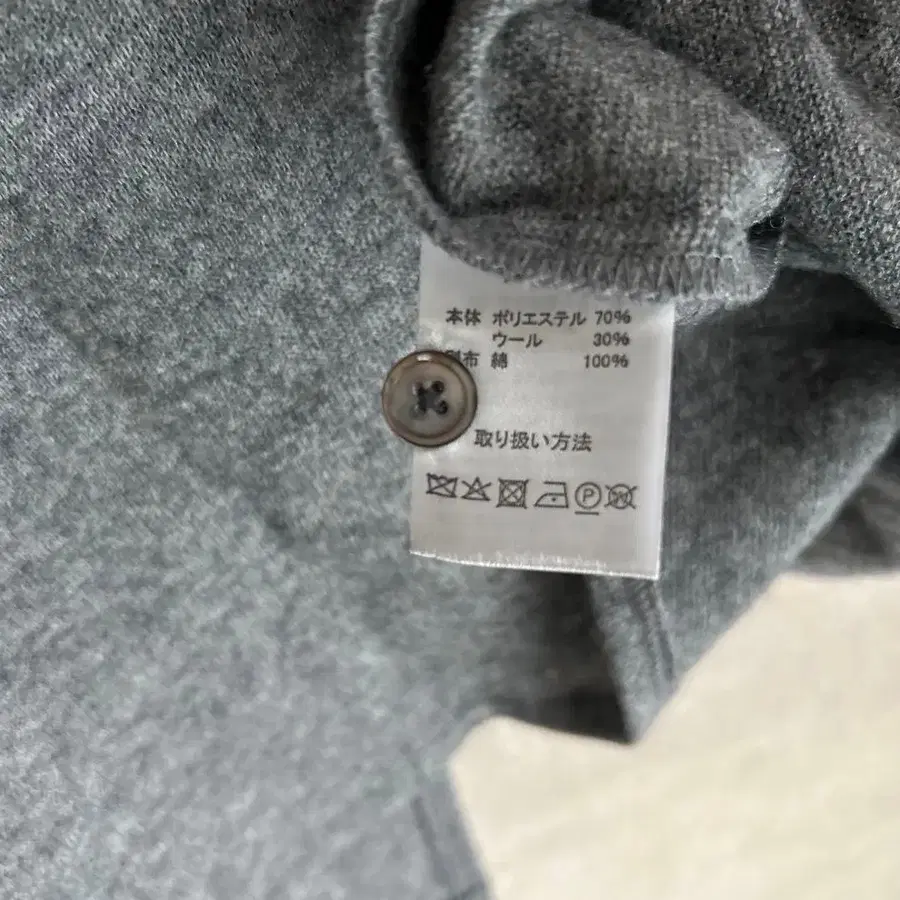 本体 ポリエステル 70%
ウール 30%
布 綿 100%
取り扱い方法
P
W